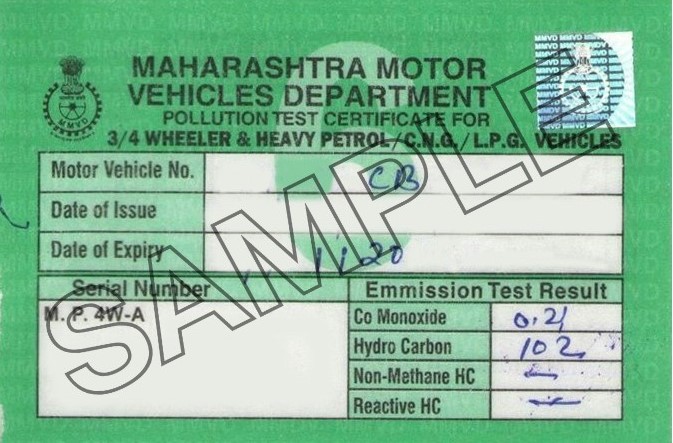 MAHARASHTRA MOTOR
VEHICLES DEPARTMENT
POLLUTION TEST CERTIFICATE FOR
3/4 WHEELER & HEAVY PETROL/C.N.G./L.P.G. VEHICLES
MMVD
Motor Vehicle No. CB
Date of Issue
Date of Expiry 11.20
Serial Number
M. P. 4W-A
Emmission Test Result
Co Monoxide 0.21
Hydro Carbon 102
Non-Methane HC -
Reactive HC -
SAMPLE